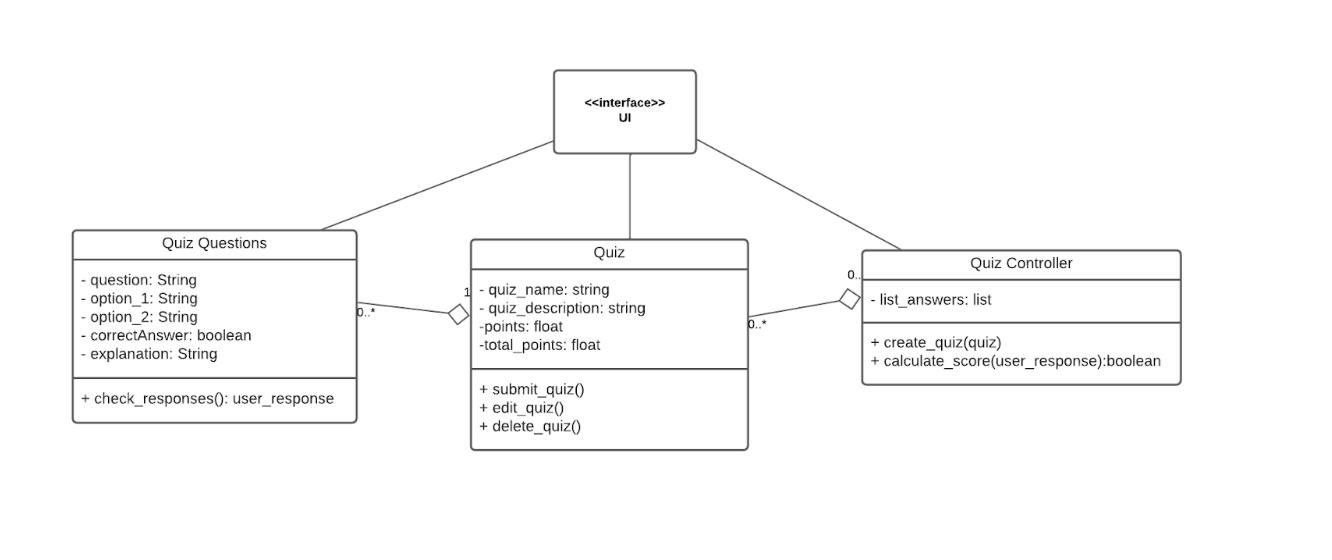 <<interface>>
UI
Quiz Questions
- question: String
- option_1: String
- option_2: String
- correctAnswer: boolean
- explanation: String
+ check_responses(): user_response
0..*
1
Quiz
- quiz_name: string
- quiz_description: string
-points: float
-total_points: float
+ submit_quiz()
+ edit_quiz()
+ delete_quiz()
0..*
0..
Quiz Controller
- list_answers: list
+ create_quiz(quiz)
+ calculate_score(user_response):boolean